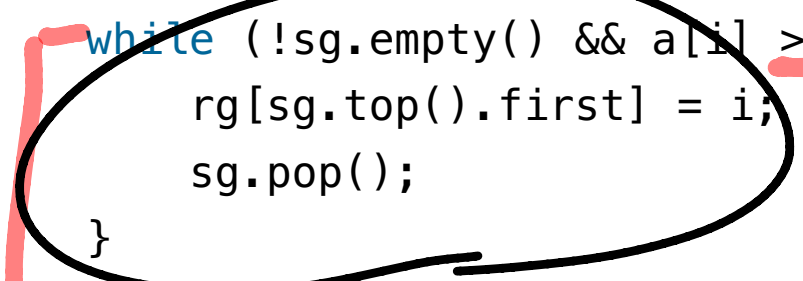 while (!sg.empty() && a[i] >
rg[sg.top().first] = i;
sg.pop();
}